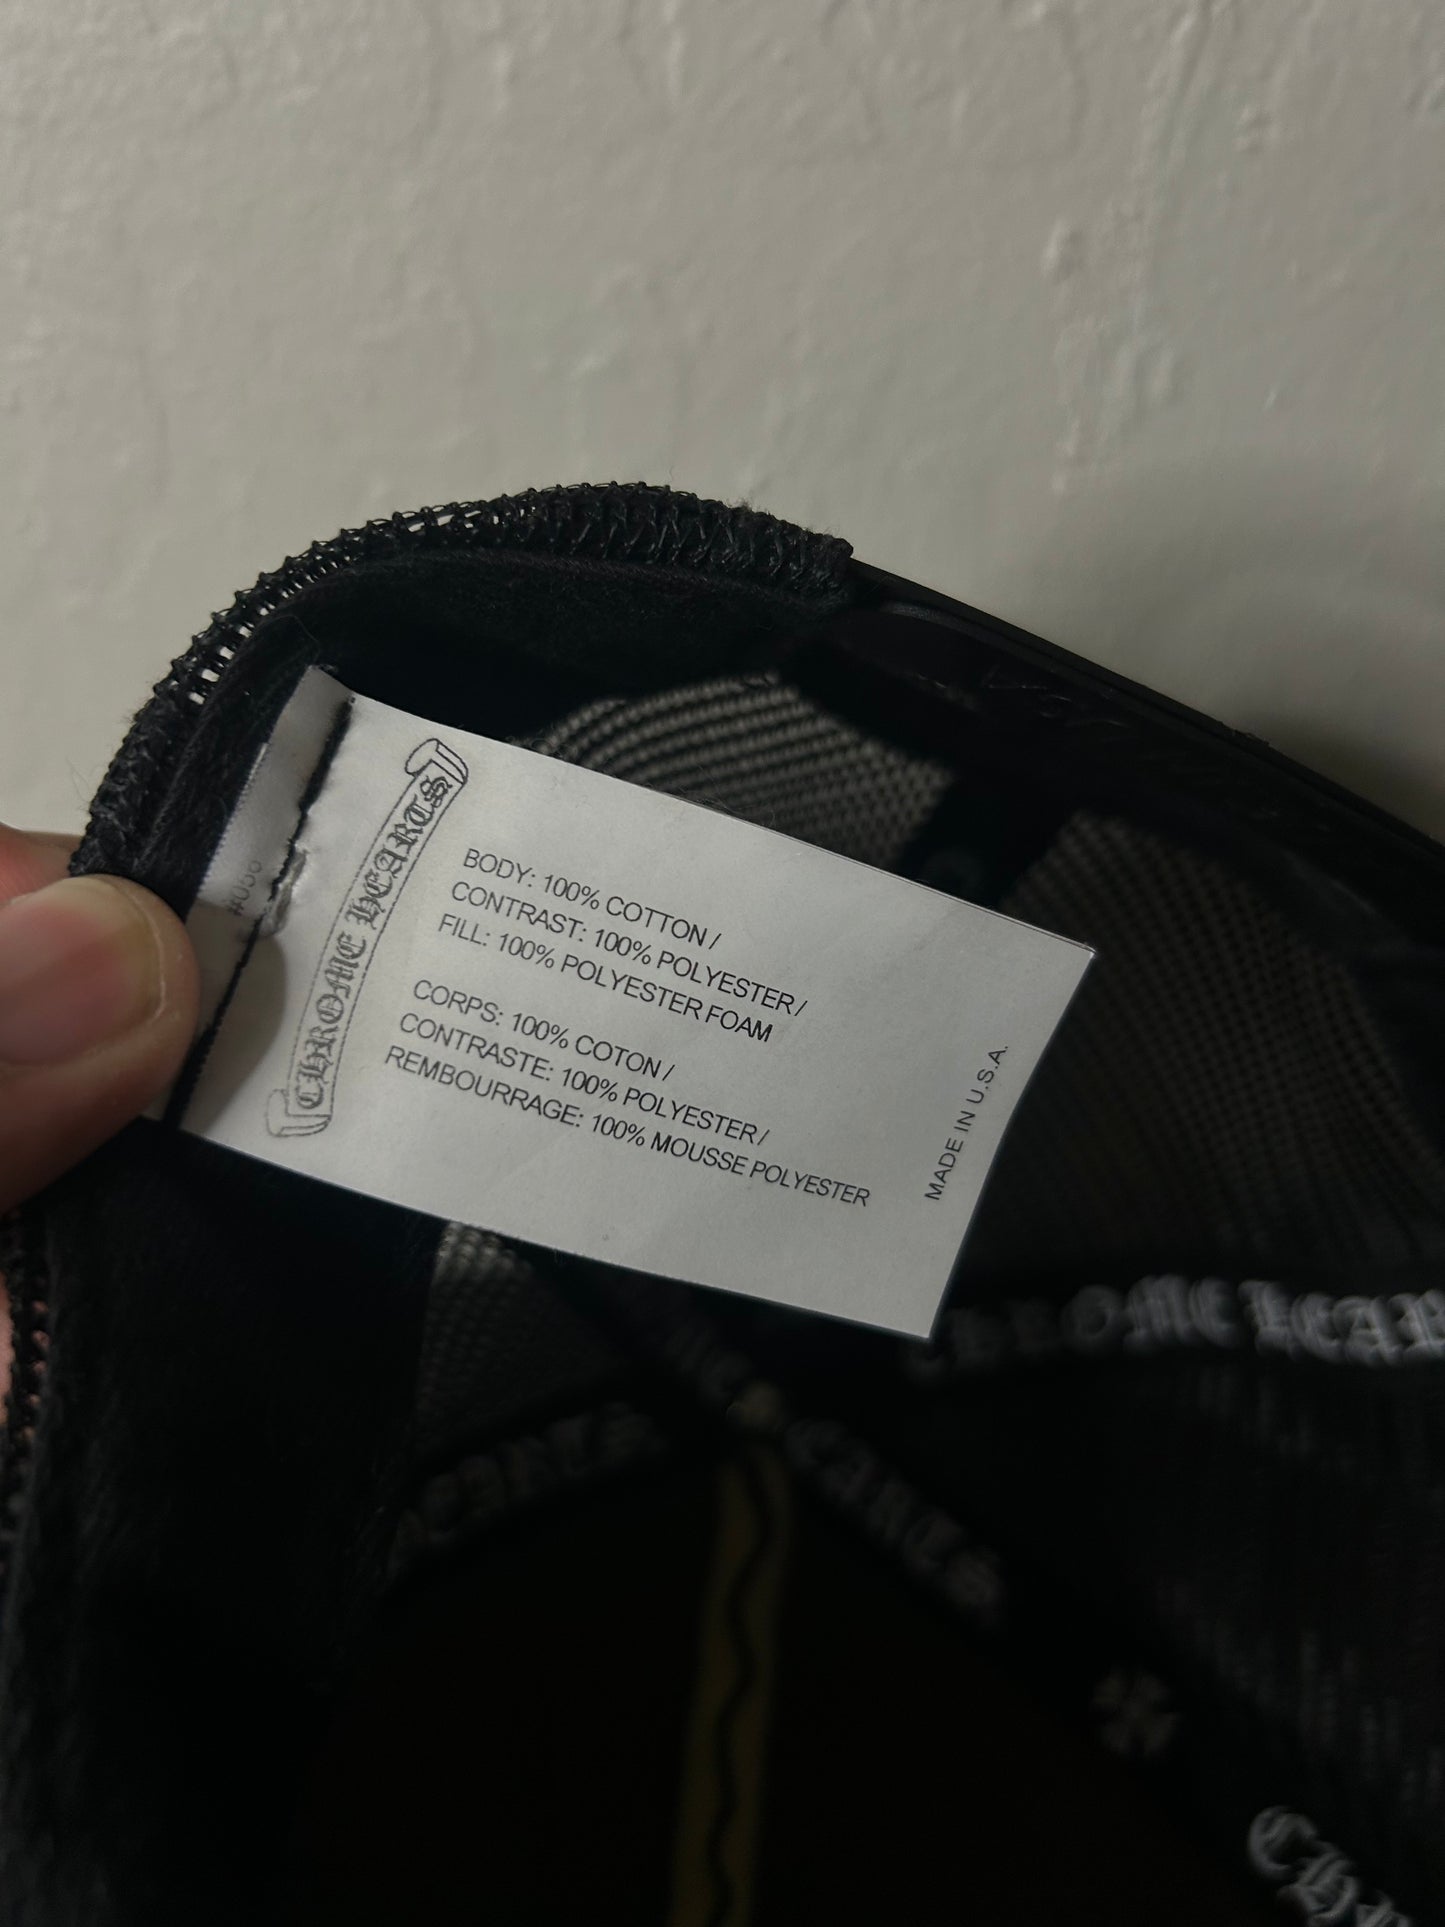 CHROME HEARTS
#056
BODY: 100% COTTON /
CONTRAST: 100% POLYESTER/
FILL: 100% POLYESTER FOAM
CORPS: 100% COTON /
CONTRASTE: 100% POLYESTER/
REMBOURRAGE: 100% MOUSSE POLYESTER
MADE IN U.S.A.